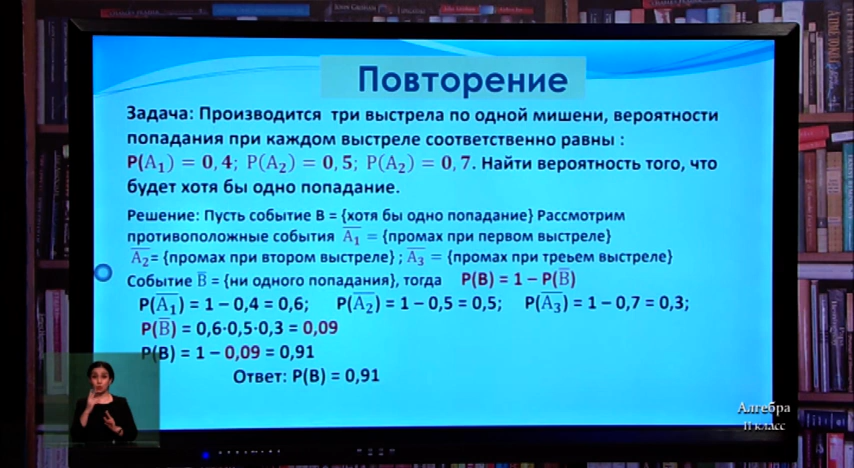 Повторение
Задача: Производится три выстрела по одной мишени, вероятности
попадания при каждом выстреле соответственно равны :
P(A₁) = 0,4; P(A₂) = 0,5; P(A₂) = 0,7. Найти вероятность того, что
будет хотя бы одно попадание.
Решение: Пусть событие B = {хотя бы одно попадание} Рассмотрим
противоположные события A̅₁ = {промах при первом выстреле}
A̅₂= {промах при втором выстреле} ; A̅₃ = {промах при треьем выстреле}
Событие B̅ = {ни одного попадания}, тогда P(B) = 1 – P(B̅)
P(A̅₁) = 1 – 0,4 = 0,6; P(A̅₂) = 1 – 0,5 = 0,5; P(A̅₃) = 1 – 0,7 = 0,3;
P(B̅) = 0,6·0,5·0,3 = 0,09
P(B) = 1 – 0,09 = 0,91
Ответ: P(B) = 0,91
Алгебра
11 класс